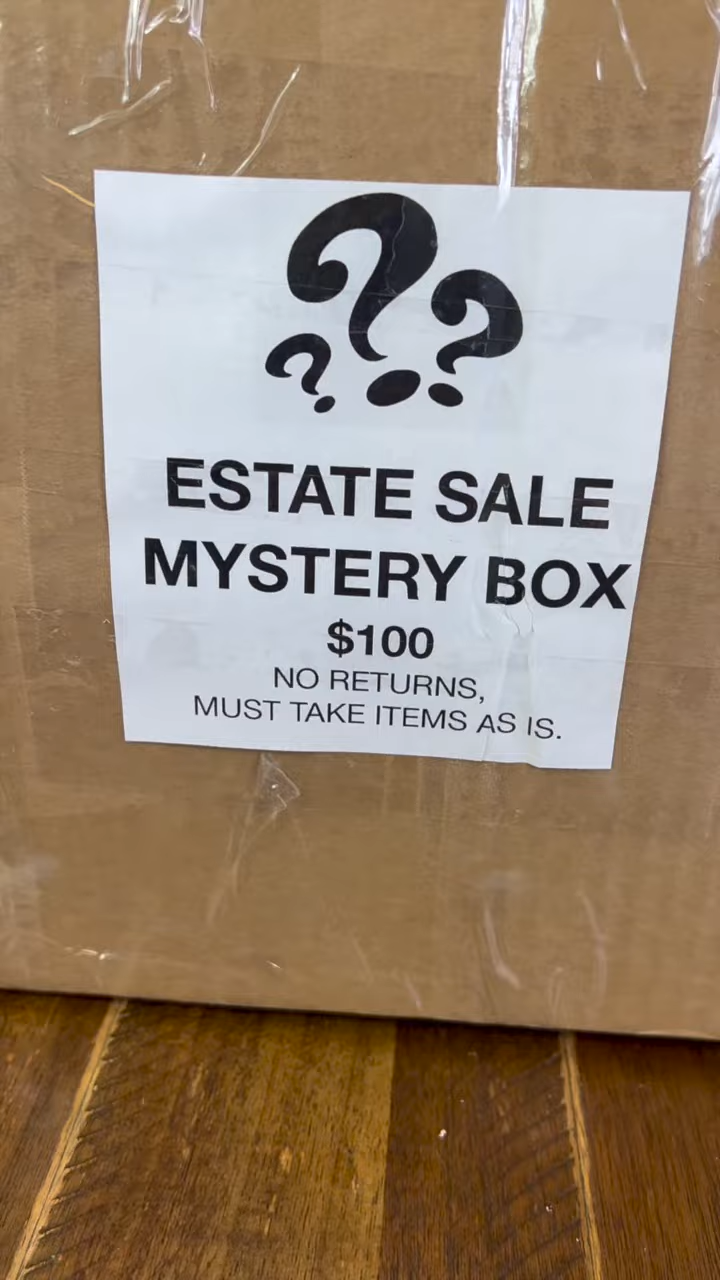 ???
ESTATE SALE
MYSTERY BOX
$100
NO RETURNS,
MUST TAKE ITEMS AS IS.